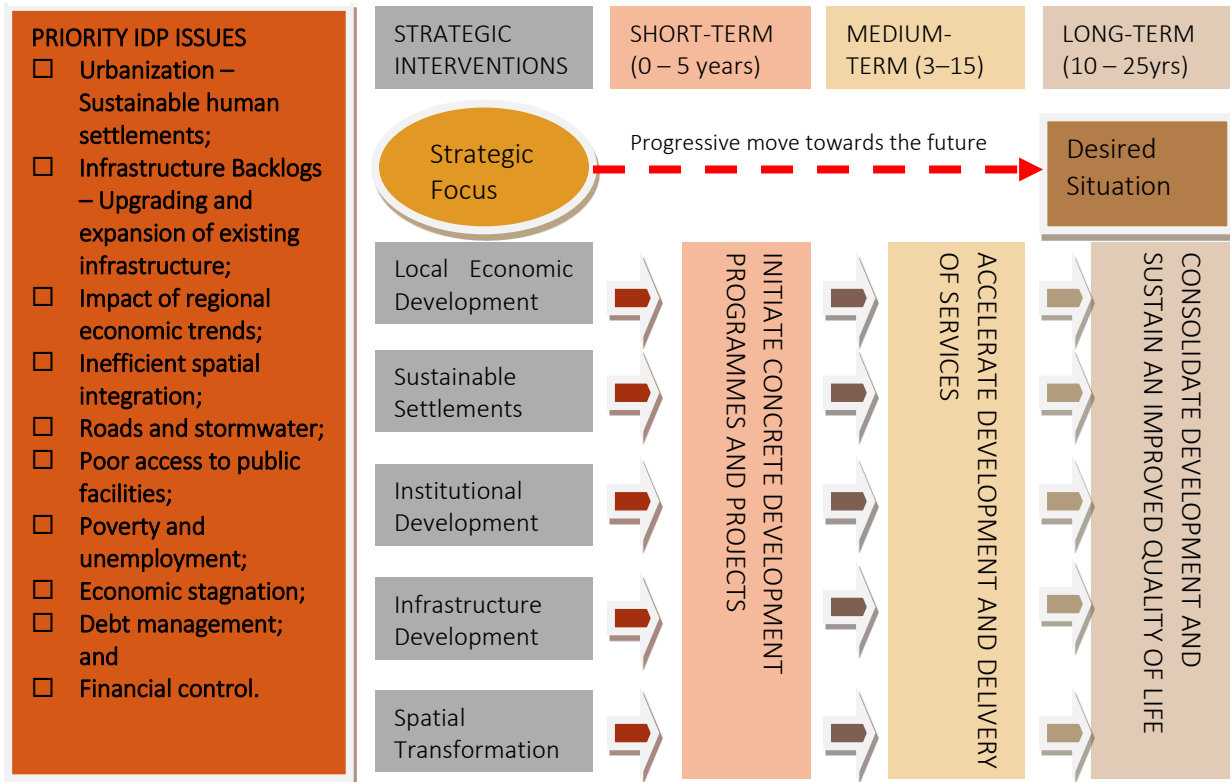 PRIORITY IDP ISSUES
☐ Urbanization –
Sustainable human
settlements;
☐ Infrastructure Backlogs
– Upgrading and
expansion of existing
infrastructure;
☐ Impact of regional
economic trends;
☐ Inefficient spatial
integration;
☐ Roads and stormwater;
☐ Poor access to public
facilities;
☐ Poverty and
unemployment;
☐ Economic stagnation;
☐ Debt management;
and
☐ Financial control.
STRATEGIC
INTERVENTIONS
SHORT-TERM
(0 – 5 years)
MEDIUM-
TERM (3–15)
LONG-TERM
(10 – 25yrs)
Strategic
Focus
Progressive move towards the future
Desired
Situation
Local Economic
Development
Sustainable
Settlements
Institutional
Development
Infrastructure
Development
Spatial
Transformation
INITIATE CONCRETE DEVELOPMENT
PROGRAMMES AND PROJECTS
ACCELERATE DEVELOPMENT AND DELIVERY
OF SERVICES
CONSOLIDATE DEVELOPMENT AND
SUSTAIN AN IMPROVED QUALITY OF LIFE